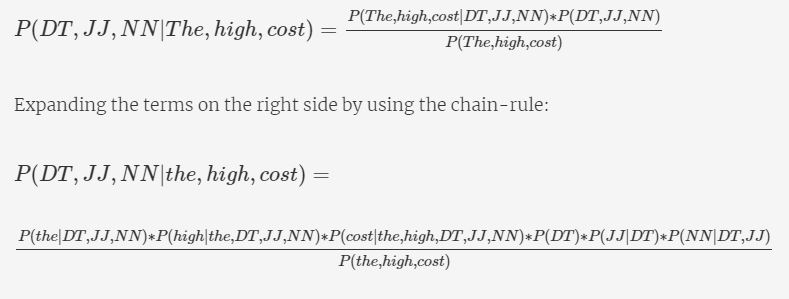 P(DT, JJ, NN|The, high, cost) = P(The,high,cost|DT,JJ,NN)*P(DT,JJ,NN) / P(The,high,cost)
Expanding the terms on the right side by using the chain-rule:
P(DT, JJ, NN|the, high, cost) =
P(the|DT,JJ,NN)*P(high|the,DT,JJ,NN)*P(cost|the,high,DT,JJ,NN)*P(DT)*P(JJ|DT)*P(NN|DT,JJ)
P(the,high,cost)